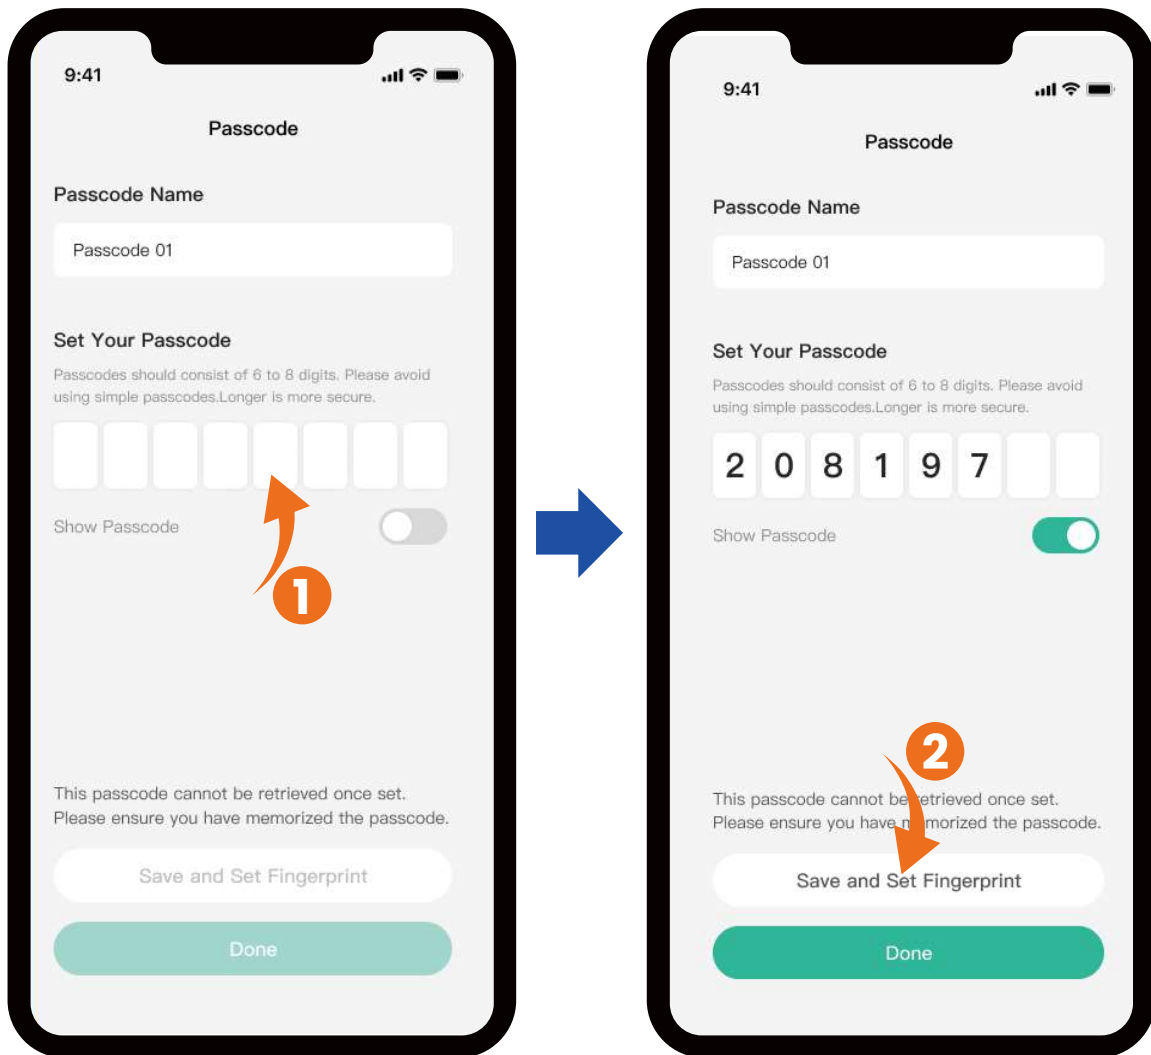 9:41
Passcode
Passcode Name
Passcode 01
Set Your Passcode
Passcodes should consist of 6 to 8 digits. Please avoid
using simple passcodes.Longer is more secure.
Show Passcode
1
This passcode cannot be retrieved once set.
Please ensure you have memorized the passcode.
Save and Set Fingerprint
Done
9:41
Passcode
Passcode Name
Passcode 01
Set Your Passcode
Passcodes should consist of 6 to 8 digits. Please avoid
using simple passcodes.Longer is more secure.
2 0 8 1 9 7
Show Passcode
2
This passcode cannot be retrieved once set.
Please ensure you have memorized the passcode.
Save and Set Fingerprint
Done